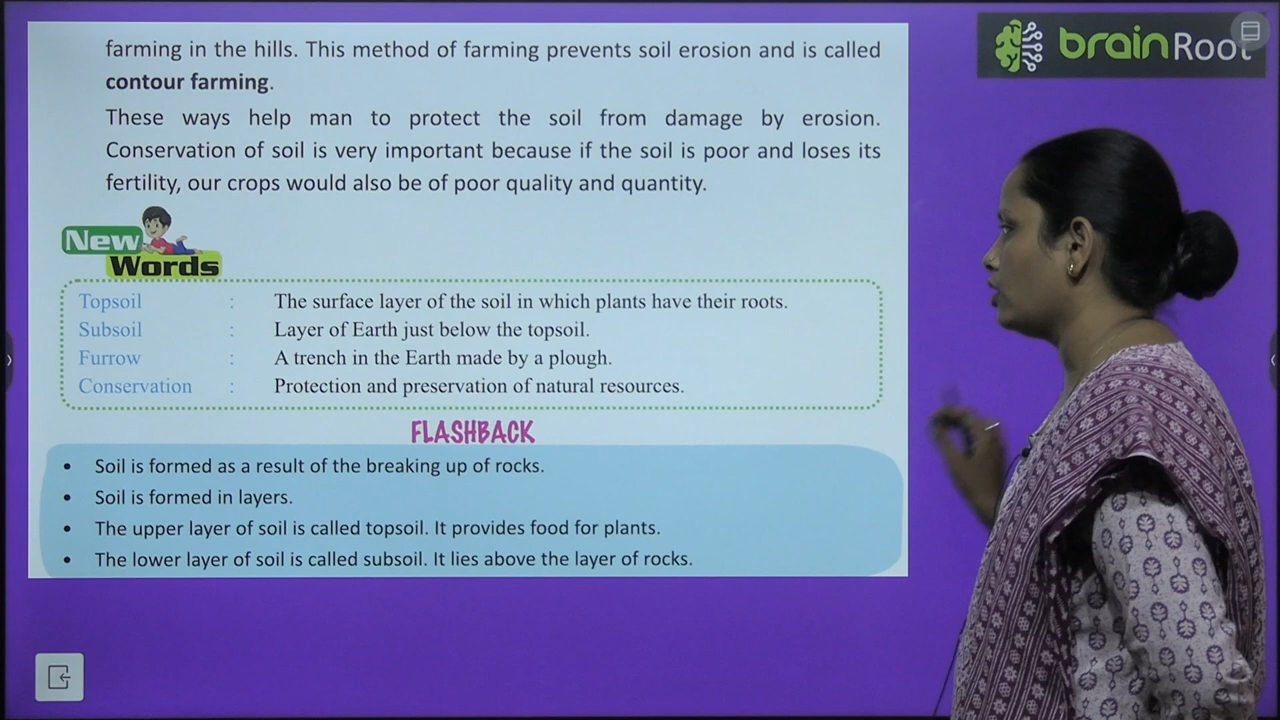 farming in the hills. This method of farming prevents soil erosion and is called
contour farming.
These ways help man to protect the soil from damage by erosion.
Conservation of soil is very important because if the soil is poor and loses its
fertility, our crops would also be of poor quality and quantity.
New
Words
Topsoil : The surface layer of the soil in which plants have their roots.
Subsoil : Layer of Earth just below the topsoil.
Furrow : A trench in the Earth made by a plough.
Conservation : Protection and preservation of natural resources.
FLASHBACK
• Soil is formed as a result of the breaking up of rocks.
• Soil is formed in layers.
• The upper layer of soil is called topsoil. It provides food for plants.
• The lower layer of soil is called subsoil. It lies above the layer of rocks.
brainRoot